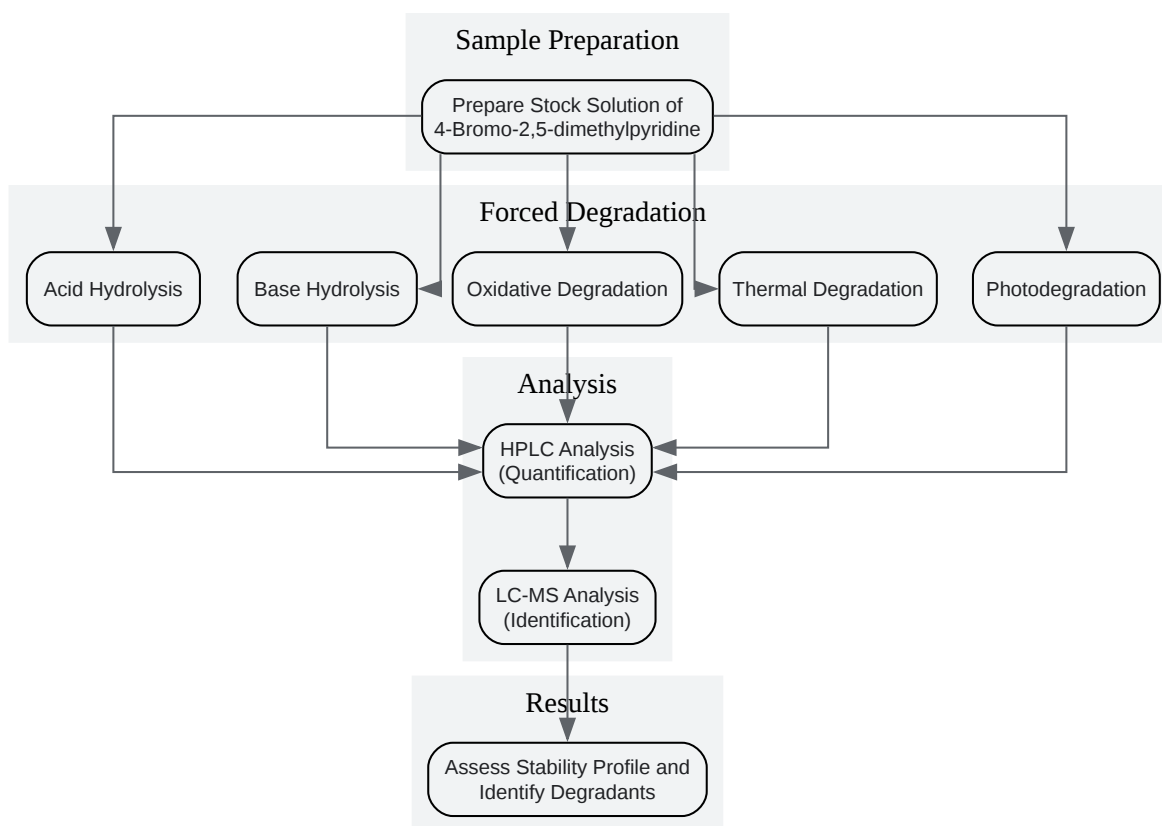 Sample Preparation
Prepare Stock Solution of
4-Bromo-2,5-dimethylpyridine
Forced Degradation
Acid Hydrolysis
Base Hydrolysis
Oxidative Degradation
Thermal Degradation
Photodegradation
Analysis
HPLC Analysis
(Quantification)
LC-MS Analysis
(Identification)
Results
Assess Stability Profile and
Identify Degradants